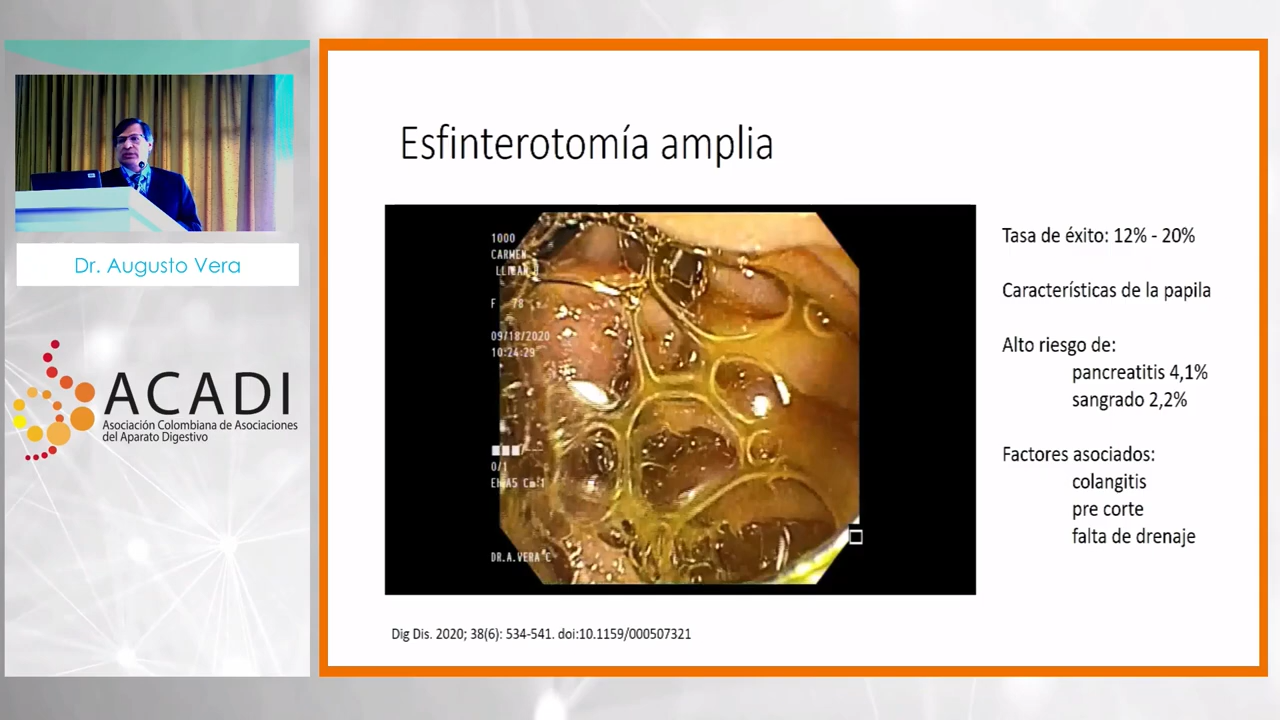 Dr. Augusto Vera
ACADI
Asociación Colombiana de Asociaciones
del Aparato Digestivo
Esfinterotomía amplia
1000
CARMEN
F 78
09/18/2020
10:24:29
0/1
DR.A.VERA C
Tasa de éxito: 12% - 20%
Características de la papila
Alto riesgo de:
pancreatitis 4,1%
sangrado 2,2%
Factores asociados:
colangitis
pre corte
falta de drenaje
Dig Dis. 2020; 38(6): 534-541. doi:10.1159/000507321